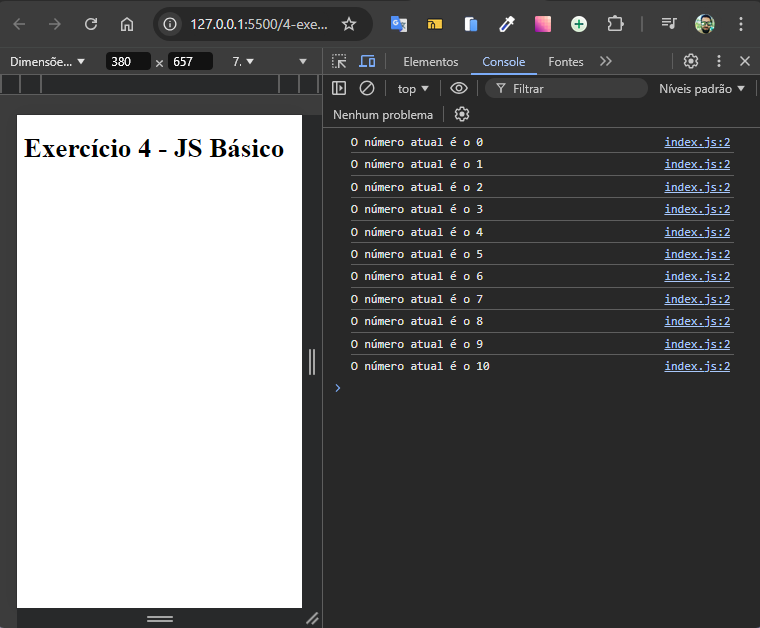 127.0.0.1:5500/4-exe...
Dimensõe... 380 × 657 7.
Elementos Console Fontes
top Filtrar Níveis padrão
Nenhum problema
Exercício 4 - JS Básico
O número atual é o 0 index.js:2
O número atual é o 1 index.js:2
O número atual é o 2 index.js:2
O número atual é o 3 index.js:2
O número atual é o 4 index.js:2
O número atual é o 5 index.js:2
O número atual é o 6 index.js:2
O número atual é o 7 index.js:2
O número atual é o 8 index.js:2
O número atual é o 9 index.js:2
O número atual é o 10 index.js:2